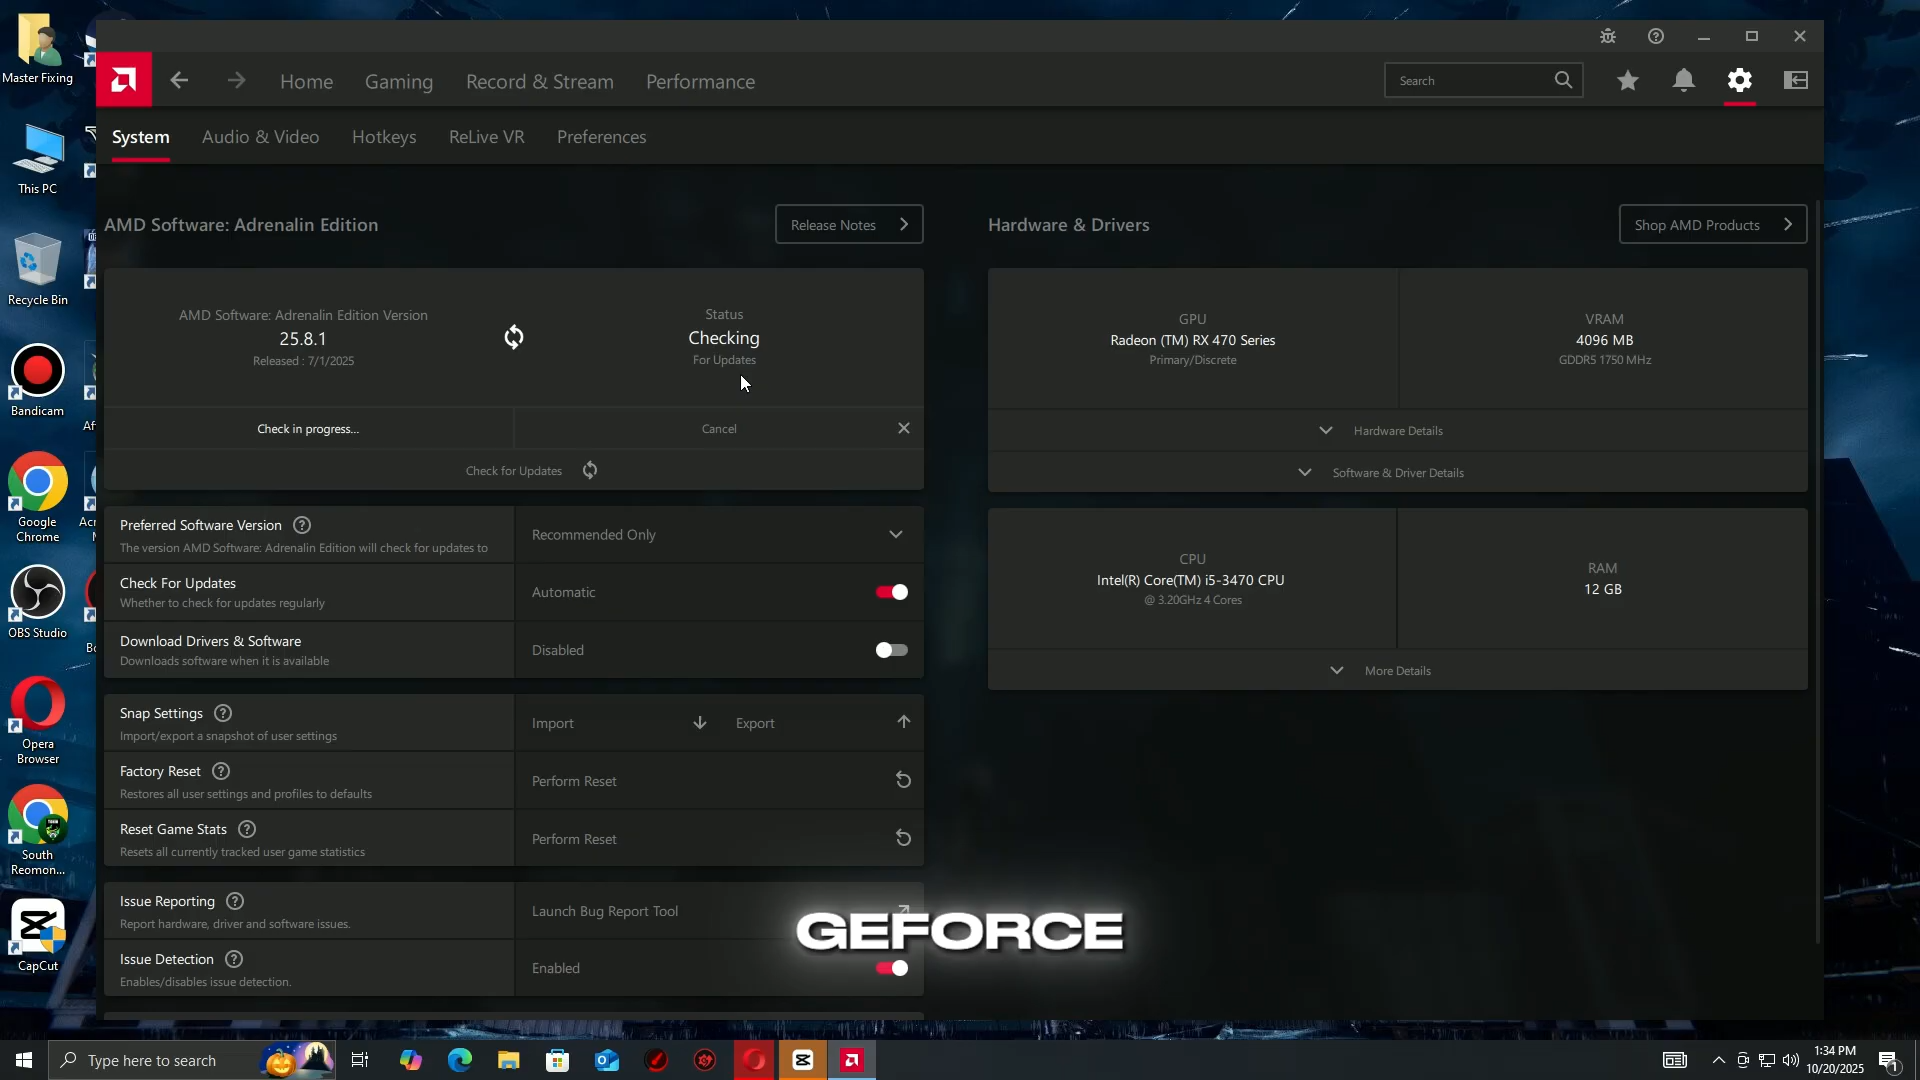 Master Fixing
This PC
Recycle Bin
Bandicam
Google
Chrome
OBS Studio
Opera
Browser
South
Reomon...
CapCut
Home
Gaming
Record & Stream
Performance
Search
System
Audio & Video
Hotkeys
ReLive VR
Preferences
AMD Software: Adrenalin Edition
Release Notes
AMD Software: Adrenalin Edition Version
25.8.1
Released : 7/1/2025
Status
Checking
For Updates
Check in progress...
Cancel
Check for Updates
Preferred Software Version
The version AMD Software: Adrenalin Edition will check for updates to
Recommended Only
Check For Updates
Whether to check for updates regularly
Automatic
Download Drivers & Software
Downloads software when it is available
Disabled
Snap Settings
Import/export a snapshot of user settings
Import
Export
Factory Reset
Restores all user settings and profiles to defaults
Perform Reset
Reset Game Stats
Resets all currently tracked user game statistics
Perform Reset
Issue Reporting
Report hardware, driver and software issues.
Launch Bug Report Tool
Issue Detection
Enables/disables issue detection.
Enabled
Hardware & Drivers
Shop AMD Products
GPU
Radeon (TM) RX 470 Series
Primary/Discrete
VRAM
4096 MB
GDDR5 1750 MHz
Hardware Details
Software & Driver Details
CPU
Intel(R) Core(TM) i5-3470 CPU
@ 3.20GHz 4 Cores
RAM
12 GB
More Details
GEFORCE
Type here to search
1:34 PM
10/20/2025
1